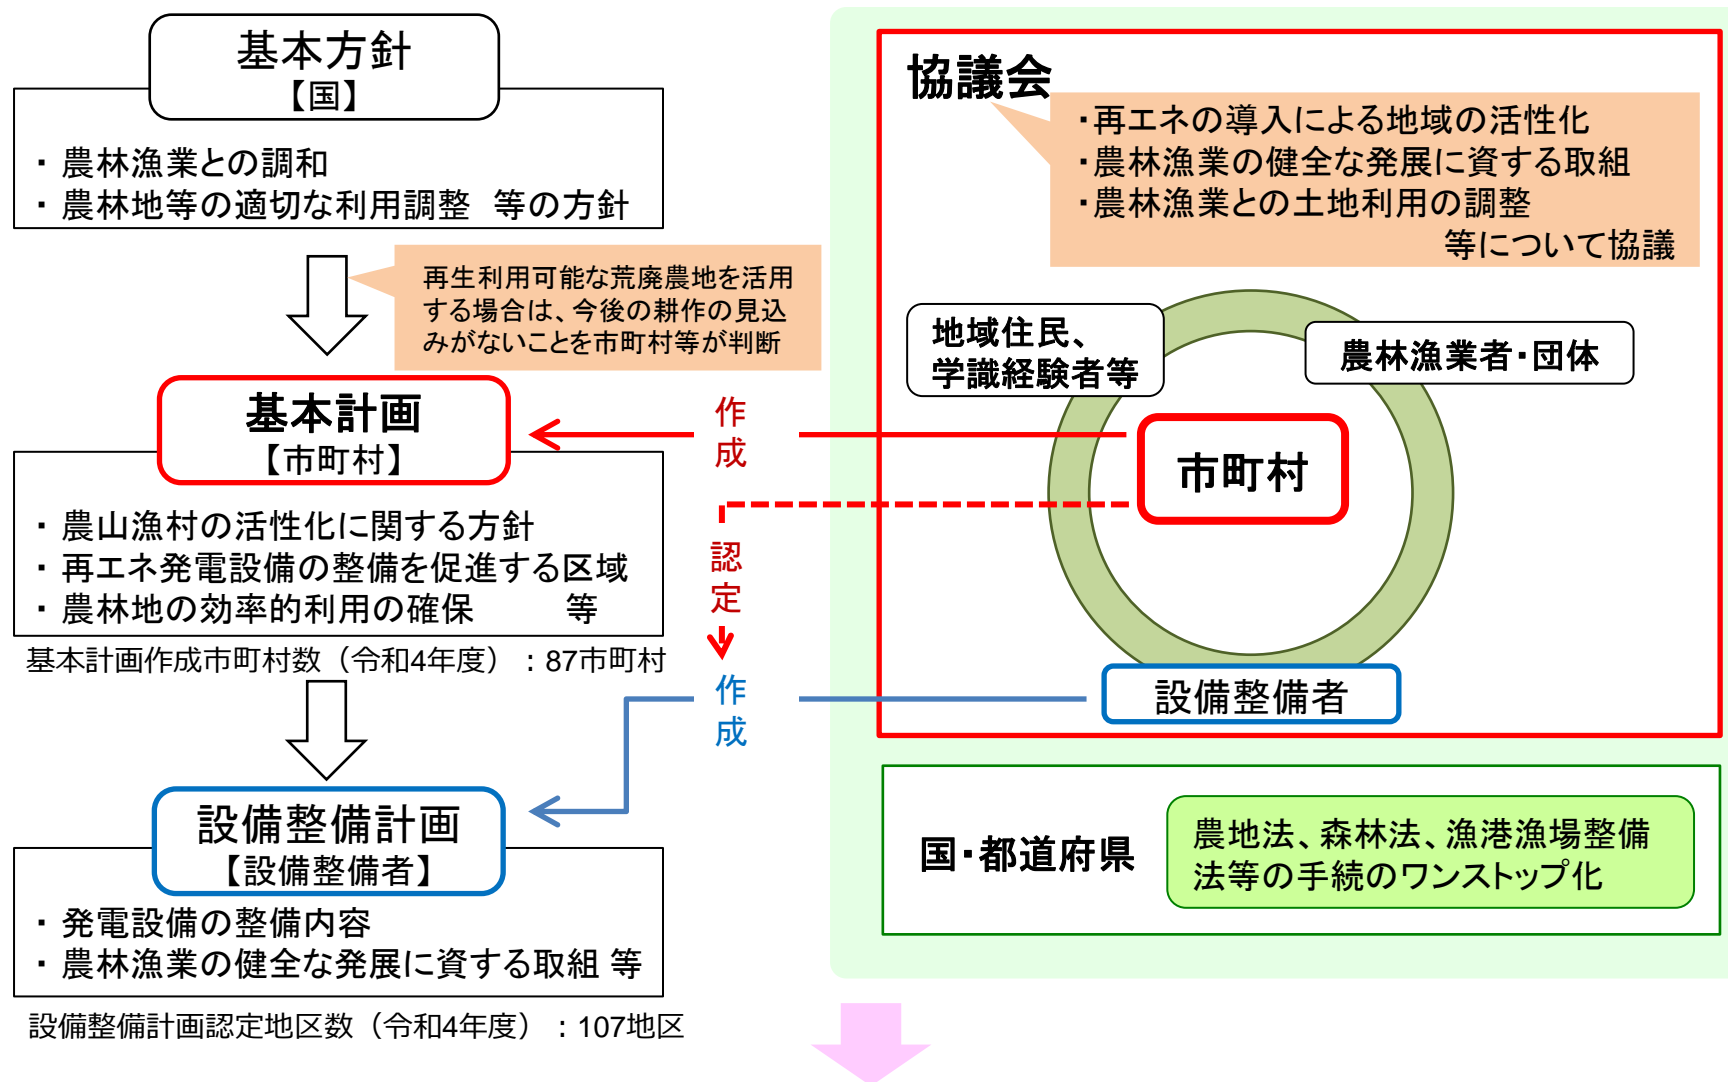 基本方針
【国】
・ 農林漁業との調和
・ 農林地等の適切な利用調整 等の方針
再生利用可能な荒廃農地を活用
する場合は、今後の耕作の見込
みがないことを市町村等が判断
基本計画
【市町村】
・ 農山漁村の活性化に関する方針
・ 再エネ発電設備の整備を促進する区域
・ 農林地の効率的利用の確保 等
基本計画作成市町村数（令和4年度）：87市町村
設備整備計画
【設備整備者】
・ 発電設備の整備内容
・ 農林漁業の健全な発展に資する取組 等
設備整備計画認定地区数（令和4年度）：107地区
作成
認定
作成
協議会
・再エネの導入による地域の活性化
・農林漁業の健全な発展に資する取組
・農林漁業との土地利用の調整
等について協議
地域住民、
学識経験者等
農林漁業者・団体
市町村
設備整備者
国・都道府県
農地法、森林法、漁港漁場整備
法等の手続のワンストップ化